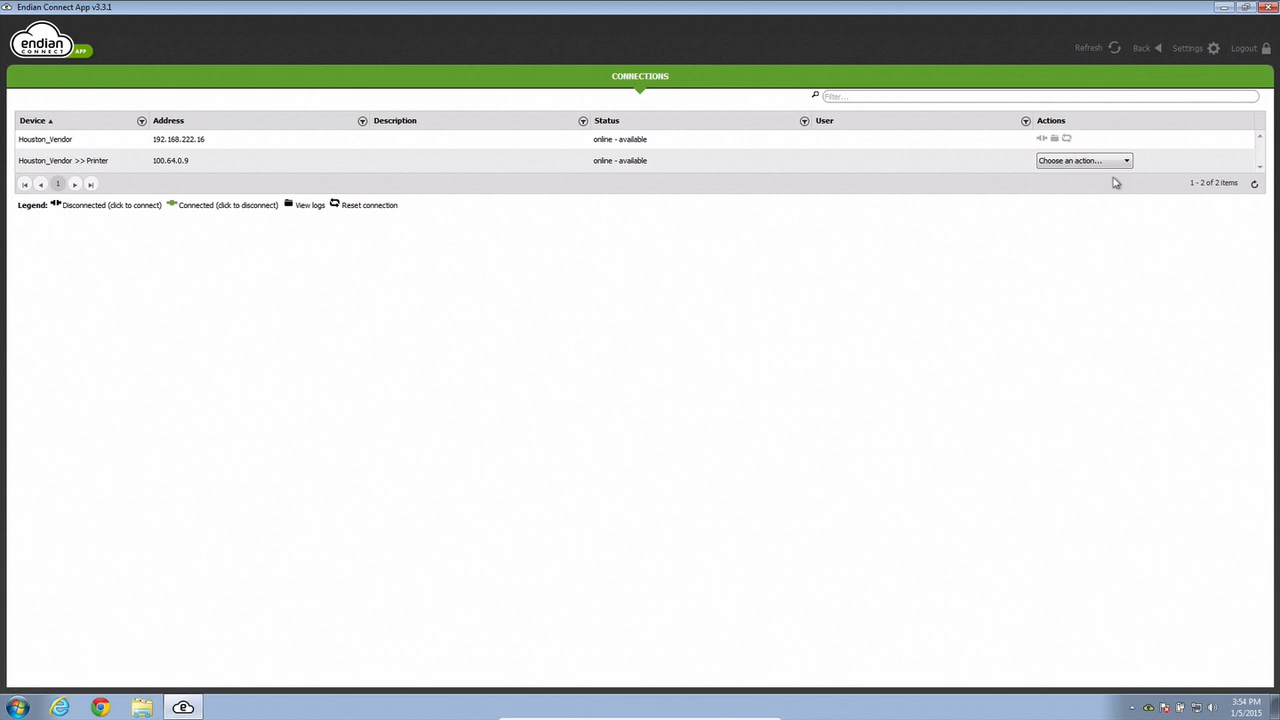 Endian Connect App v3.3.1
endian
CONNECT APP
Refresh Back Settings Logout
CONNECTIONS
Filter...
Device Address Description Status User Actions
Houston_Vendor 192.168.222.16 online - available
Houston_Vendor >> Printer 100.64.0.9 online - available Choose an action...
1 1 - 2 of 2 items
Legend: Disconnected (click to connect) Connected (click to disconnect) View logs Reset connection
3:54 PM
1/5/2015